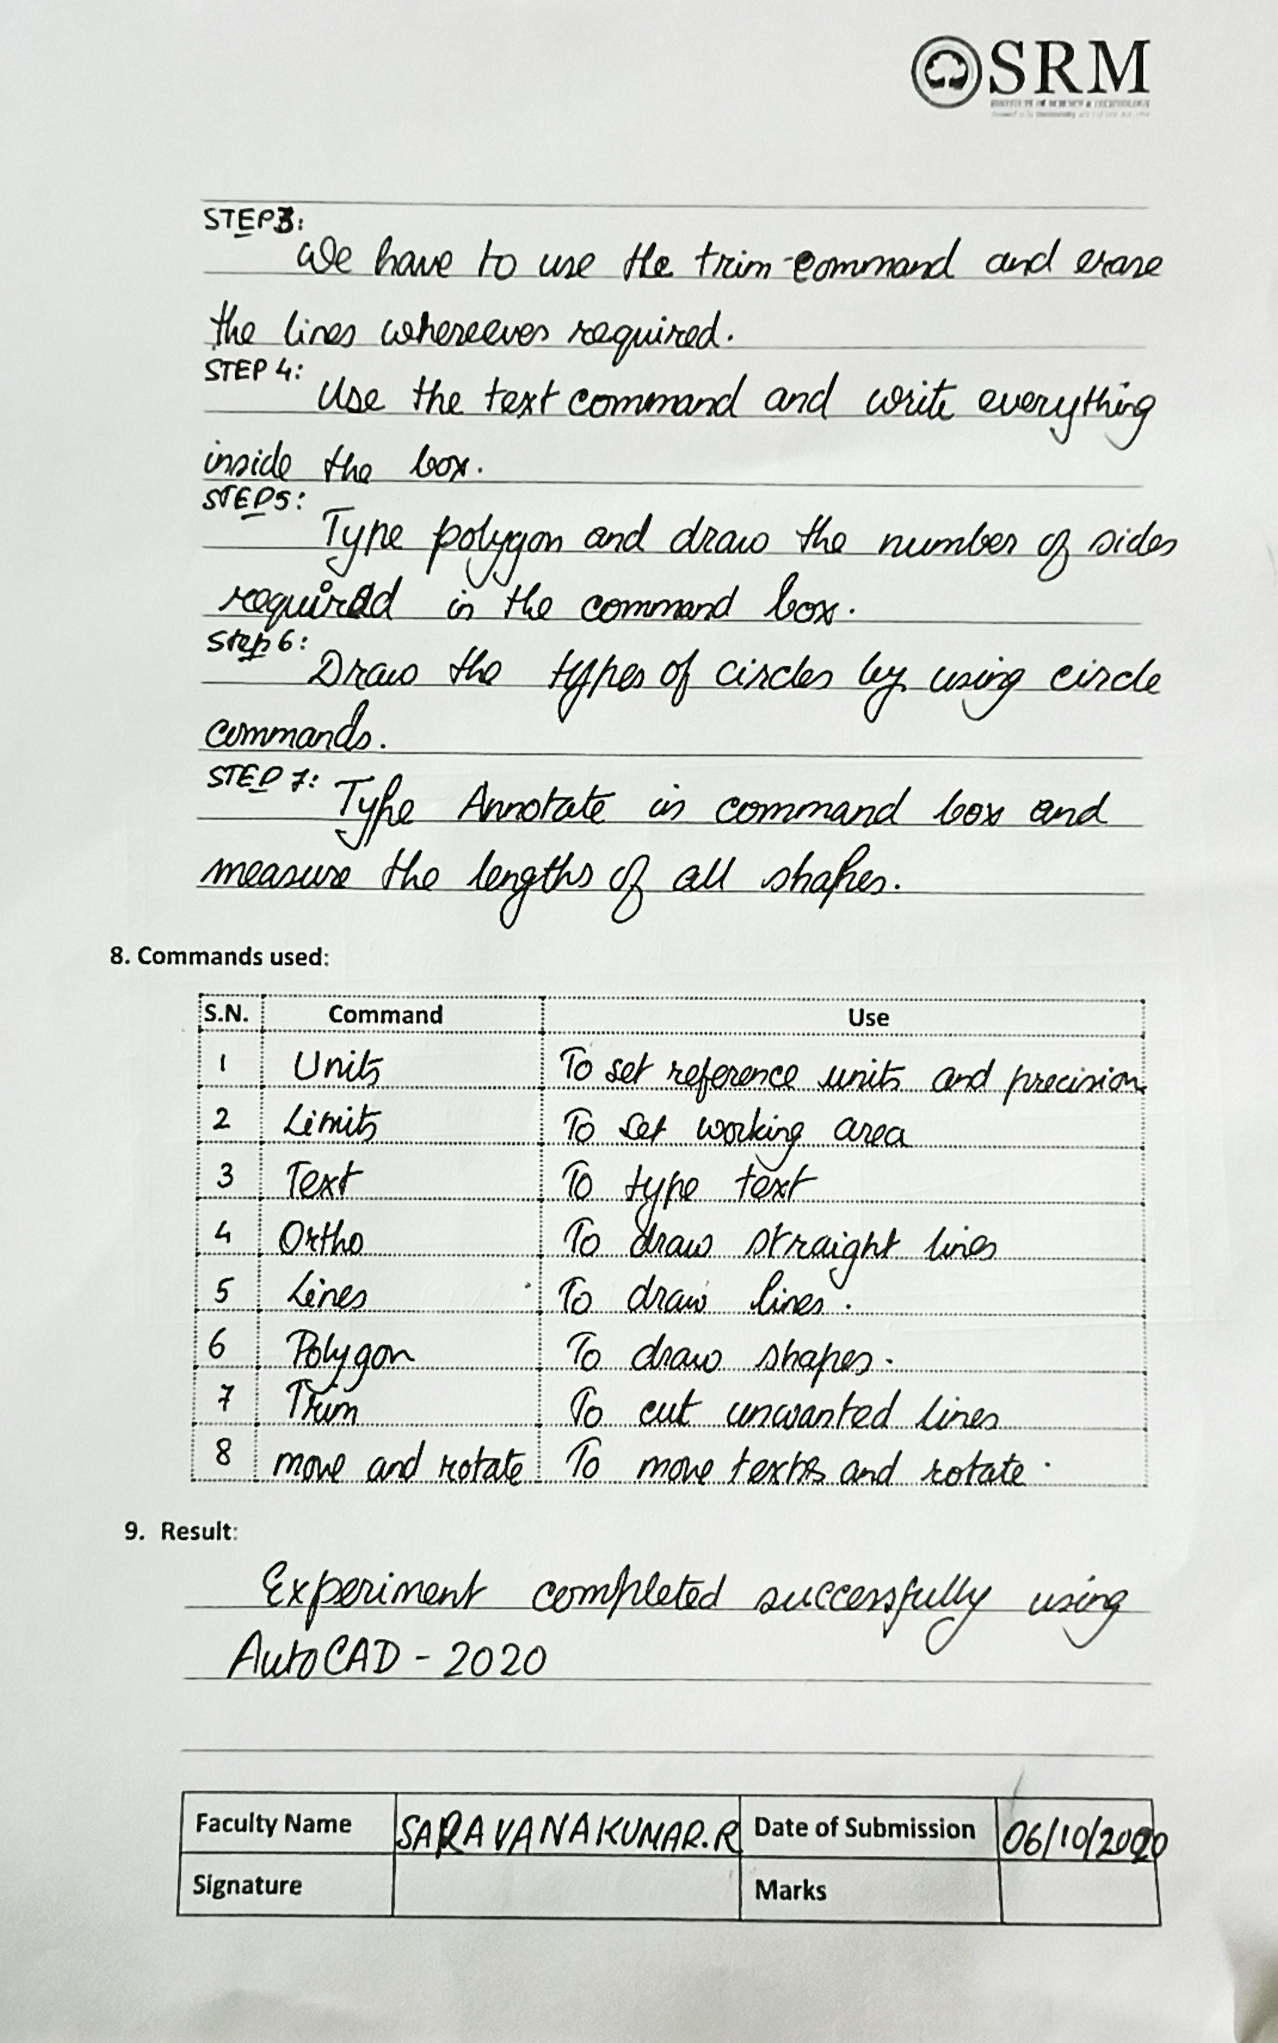 SRM
INSTITUTE OF SCIENCE & TECHNOLOGY
STEP3:
We have to use the trim command and erase
the lines whereever required.
STEP 4:
Use the text command and write everything
inside the box.
STEP5:
Type polygon and draw the number of sides
required in the command box.
Step 6:
Draw the types of circles by using circle
commands.
STEP 7:
Type Annotate in command box and
measure the lengths of all shapes.
8. Commands used:
S.N. Command Use
1 Units To set reference units and precision
2 Limits To set working area
3 Text To type text
4 Ortho To draw straight lines
5 Lines To draw lines.
6 Polygon To draw shapes.
7 Trim To cut unwanted lines
8 move and rotate To move texts and rotate.
9. Result:
Experiment completed successfully using
AutoCAD - 2020
Faculty Name SARAVANAKUMAR.R Date of Submission 06/10/2020
Signature Marks